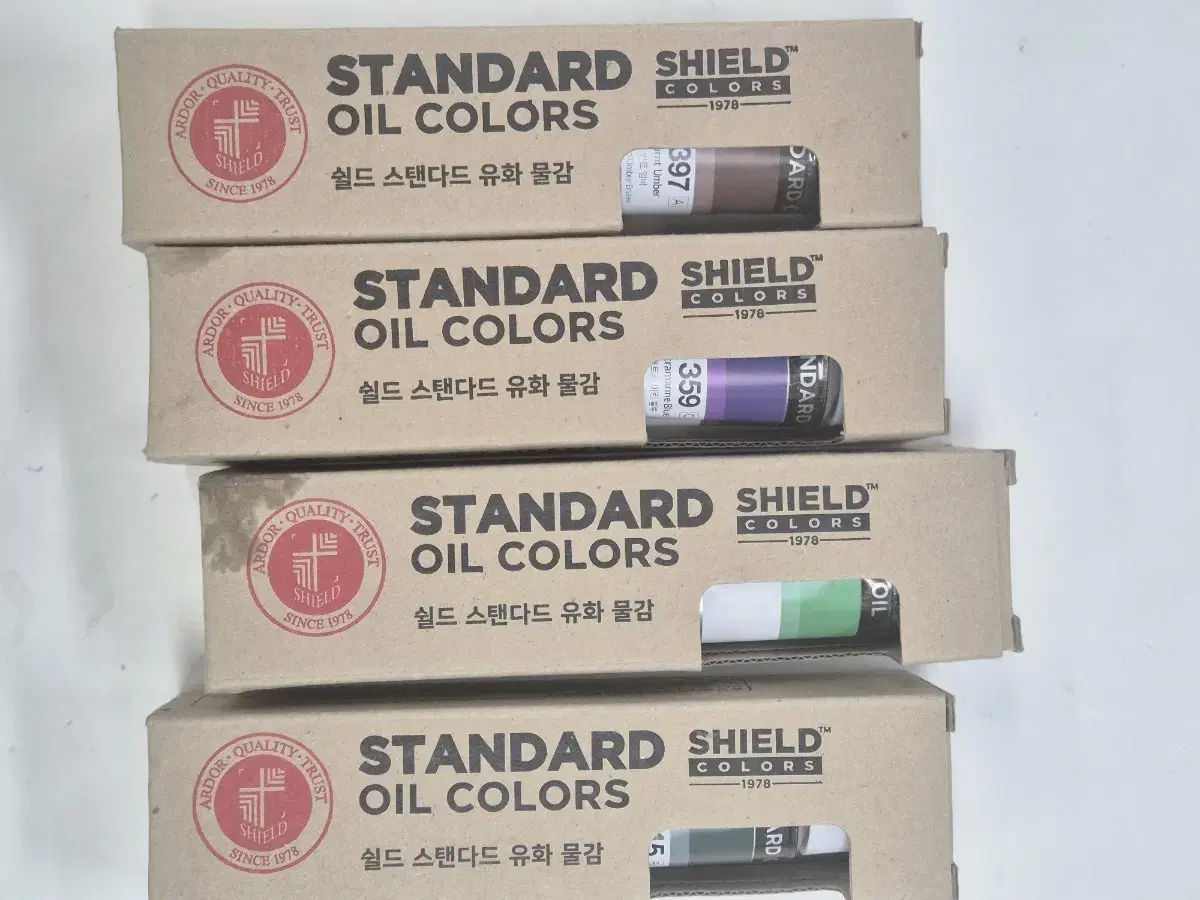 ARDOR · QUALITY · TRUST
SHIELD
SINCE 1978
STANDARD
OIL COLORS
쉴드 스탠다드 유화 물감
SHIELD™
COLORS
1978
397
Umber
A
ARDOR · QUALITY · TRUST
SHIELD
SINCE 1978
STANDARD
OIL COLORS
쉴드 스탠다드 유화 물감
SHIELD™
COLORS
1978
359
Blue
ARDOR · QUALITY · TRUST
SHIELD
SINCE 1978
STANDARD
OIL COLORS
쉴드 스탠다드 유화 물감
SHIELD™
COLORS
1978
OIL
ARDOR · QUALITY · TRUST
SHIELD
SINCE 1978
STANDARD
OIL COLORS
쉴드 스탠다드 유화 물감
SHIELD™
COLORS
1978